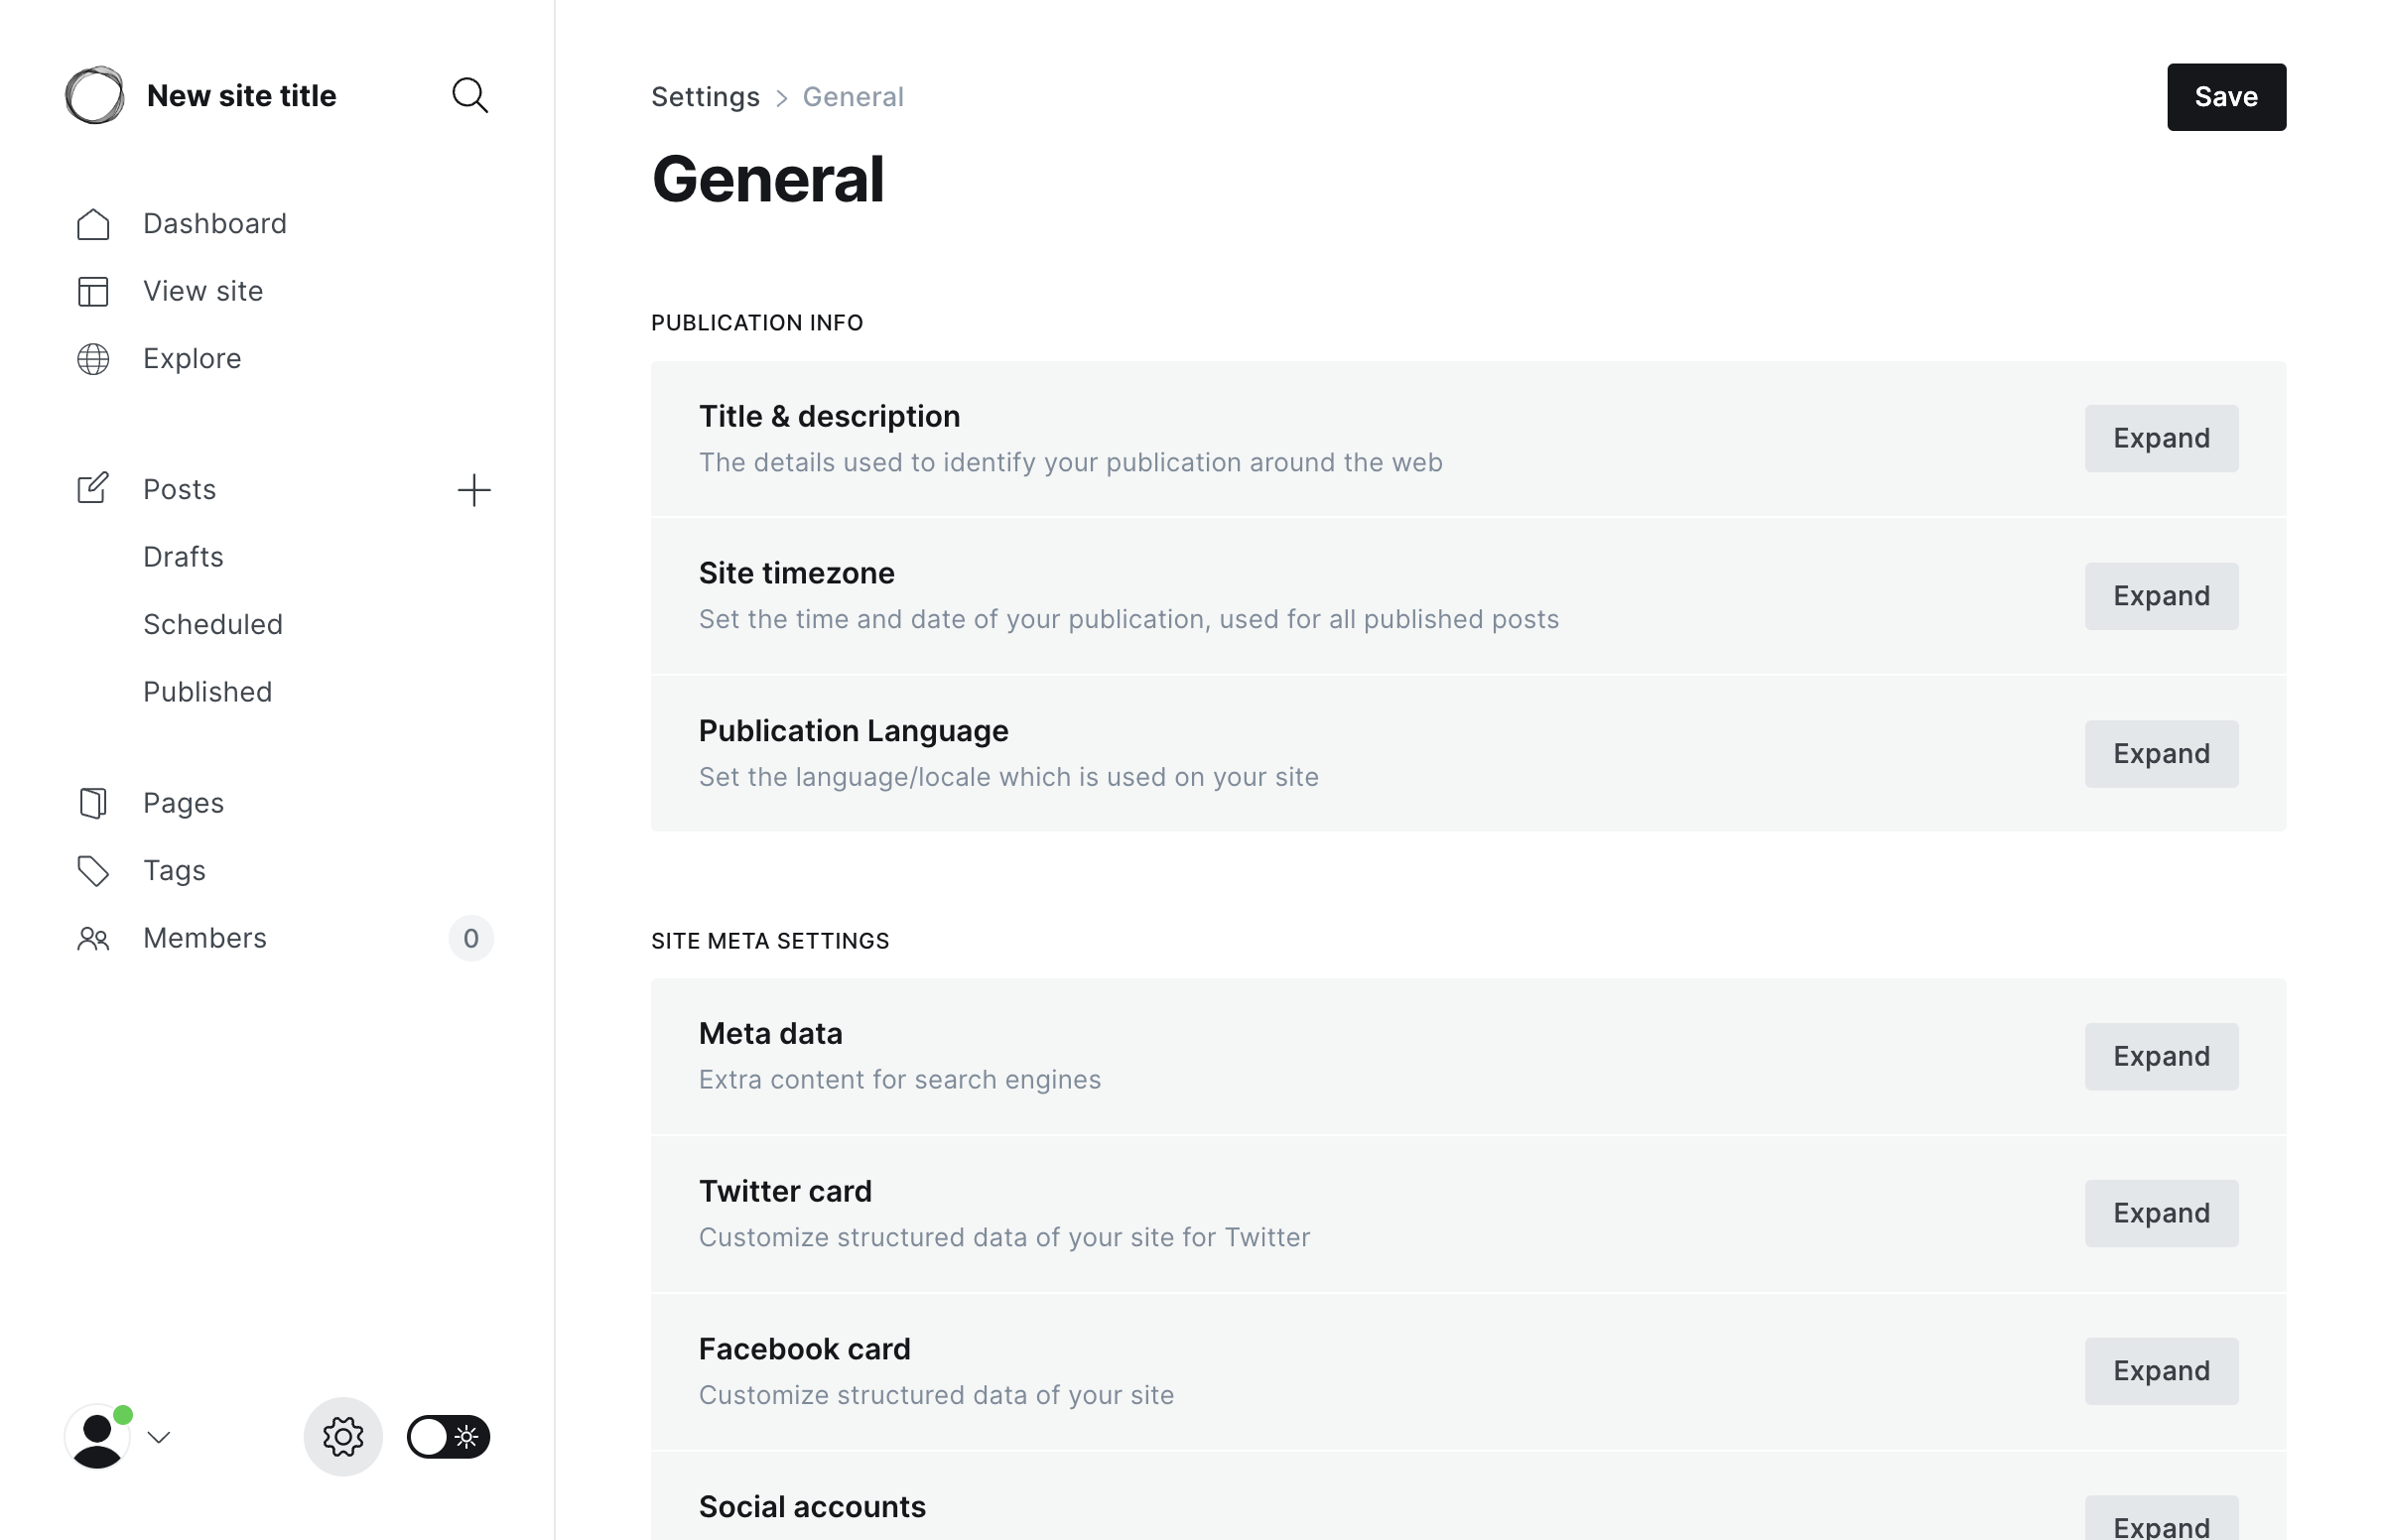 New site title
Dashboard
View site
Explore
Posts
Drafts
Scheduled
Published
Pages
Tags
Members
0
Settings > General
Save
General
PUBLICATION INFO
Title & description
The details used to identify your publication around the web
Expand
Site timezone
Set the time and date of your publication, used for all published posts
Expand
Publication Language
Set the language/locale which is used on your site
Expand
SITE META SETTINGS
Meta data
Extra content for search engines
Expand
Twitter card
Customize structured data of your site for Twitter
Expand
Facebook card
Customize structured data of your site
Expand
Social accounts
Expand